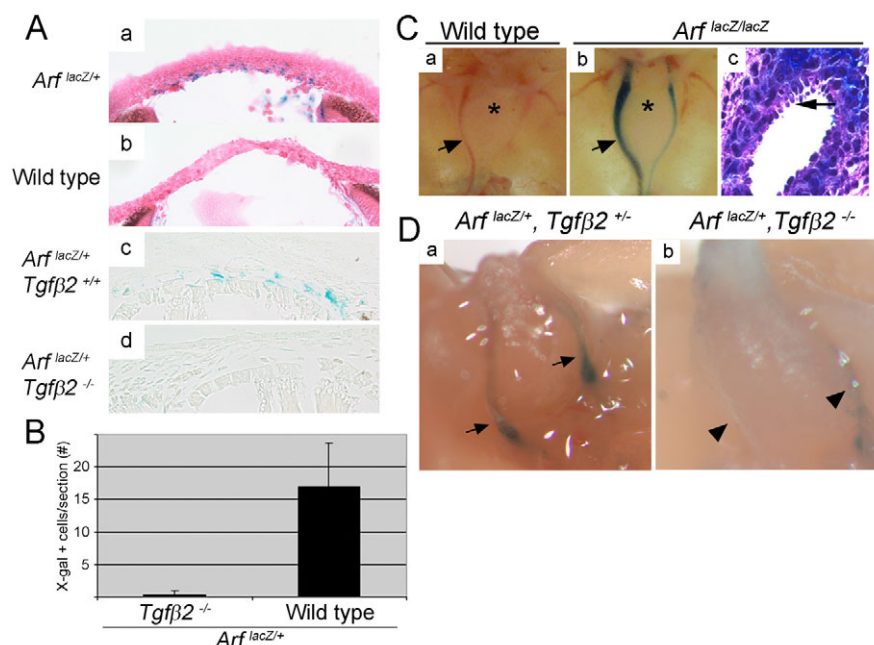 A
a
Arf lacZ/+
b
Wild type
c
Arf lacZ/+
Tgfβ2 +/+
d
Arf lacZ/+
Tgfβ2 -/-
B
X-gal + cells/section (#)
20
15
10
5
Tgfβ2 -/- Wild type
Arf lacZ/+
C
Wild type Arf lacZ/lacZ
a b c
* *
D
Arf lacZ/+, Tgfβ2 +/- Arf lacZ/+,Tgfβ2 -/-
a b